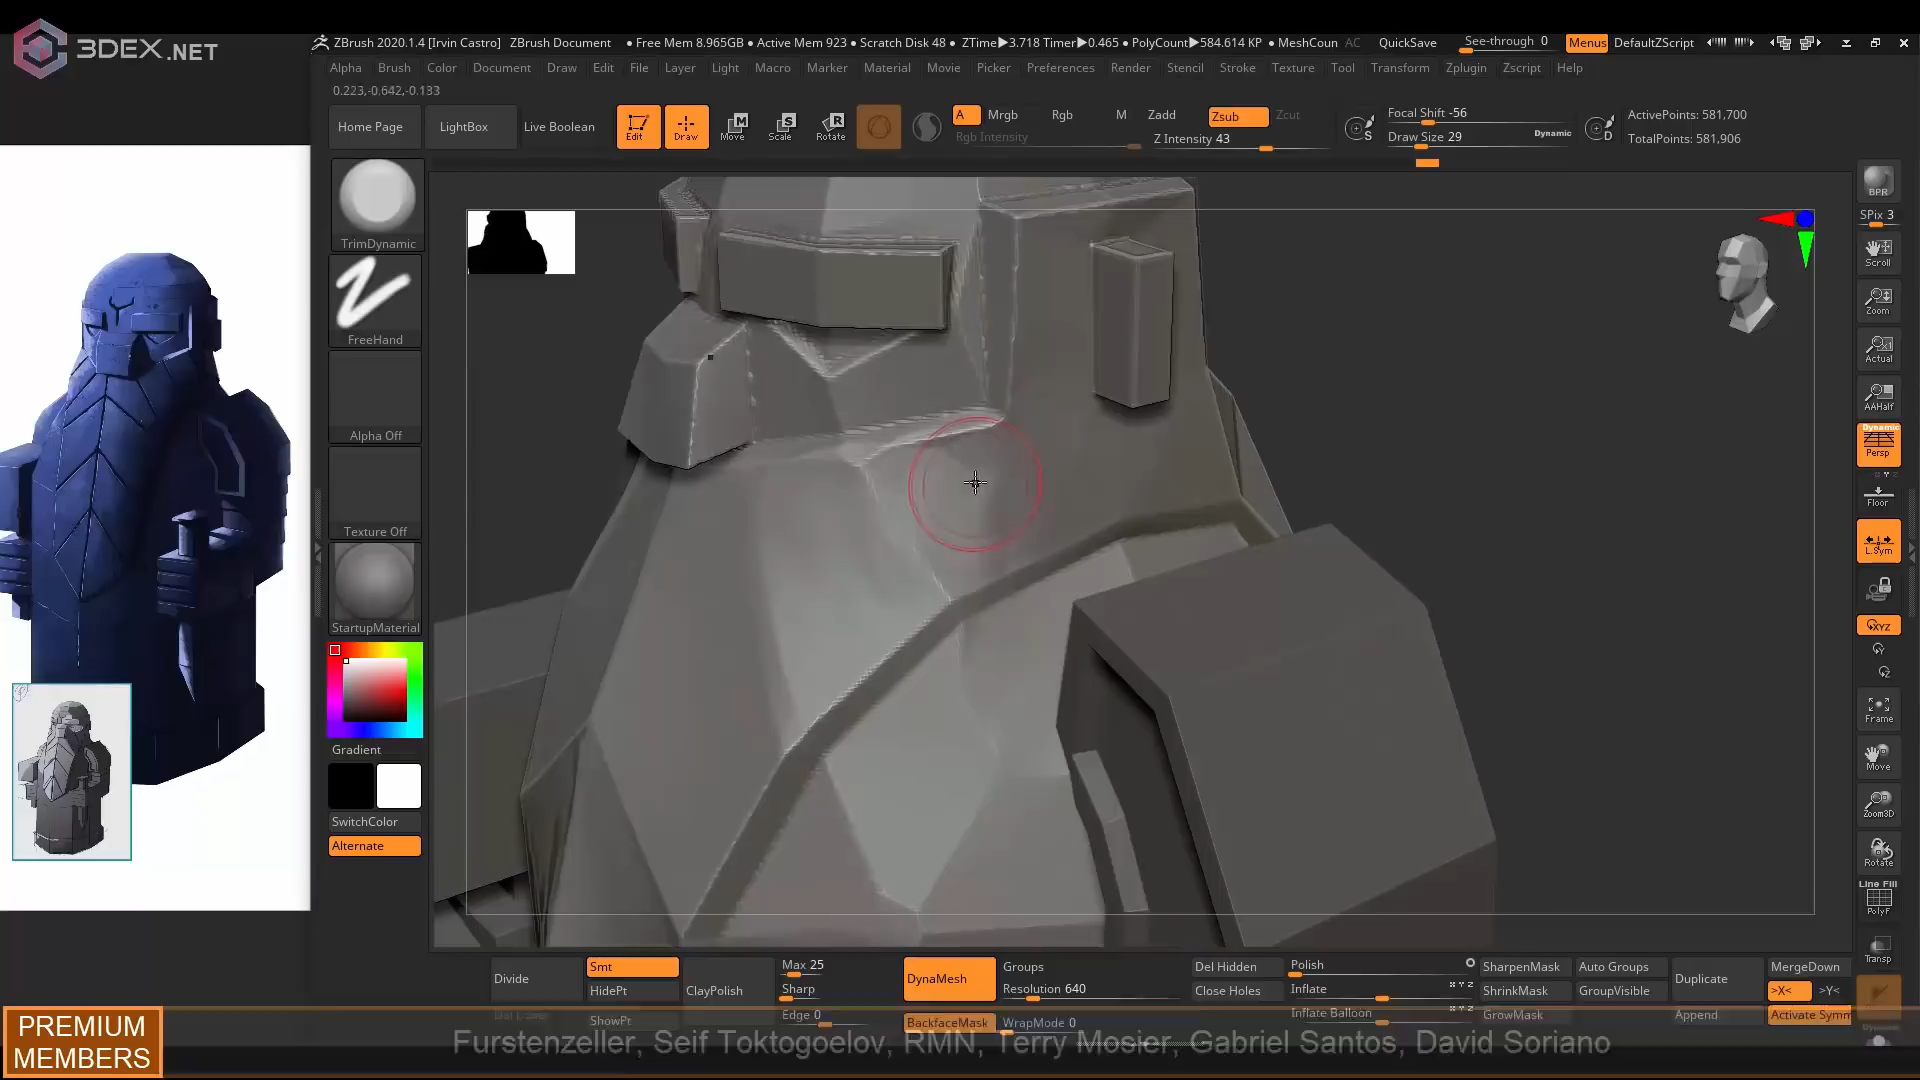 3DEX.NET
ZBrush 2020.1.4 [Irvin Castro] ZBrush Document • Free Mem 8.965GB • Active Mem 923 • Scratch Disk 48 • ZTime▶3.718 Timer▶0.465 • PolyCount▶584.614 KP • MeshCoun AC QuickSave See-through 0 Menus DefaultZScript
Alpha Brush Color Document Draw Edit File Layer Light Macro Marker Material Movie Picker Preferences Render Stencil Stroke Texture Tool Transform Zplugin Zscript Help
0.223,-0.642,-0.133
Home Page LightBox Live Boolean Edit Draw Move Scale Rotate
A Mrgb Rgb M Zadd Zsub Zcut Focal Shift -56 ActivePoints: 581,700
Rgb Intensity Z Intensity 43 Draw Size 29 Dynamic TotalPoints: 581,906
TrimDynamic
FreeHand
Alpha Off
Texture Off
StartupMaterial
Gradient
SwitchColor
Alternate
BPR
SPix 3
Scroll
Zoom
Actual
AAHalf
Dynamic
Persp
Floor
L.Sym
XYZ
Frame
Move
Zoom3D
Rotate
Line Fill
PolyF
Transp
Dynamic
Divide Smt Max 25 DynaMesh Groups Del Hidden Polish SharpenMask Auto Groups Duplicate MergeDown
HidePt ClayPolish Sharp Resolution 640 Close Holes Inflate ShrinkMask GroupVisible >X< >Y<
Del Lower ShowPt Edge 0 BackfaceMask WrapMode 0 Inflate Balloon GrowMask Append Activate Symm
PREMIUM
MEMBERS
Furstenzeller, Seif Toktogoelov, RMN, Terry Mosier, Gabriel Santos, David Soriano